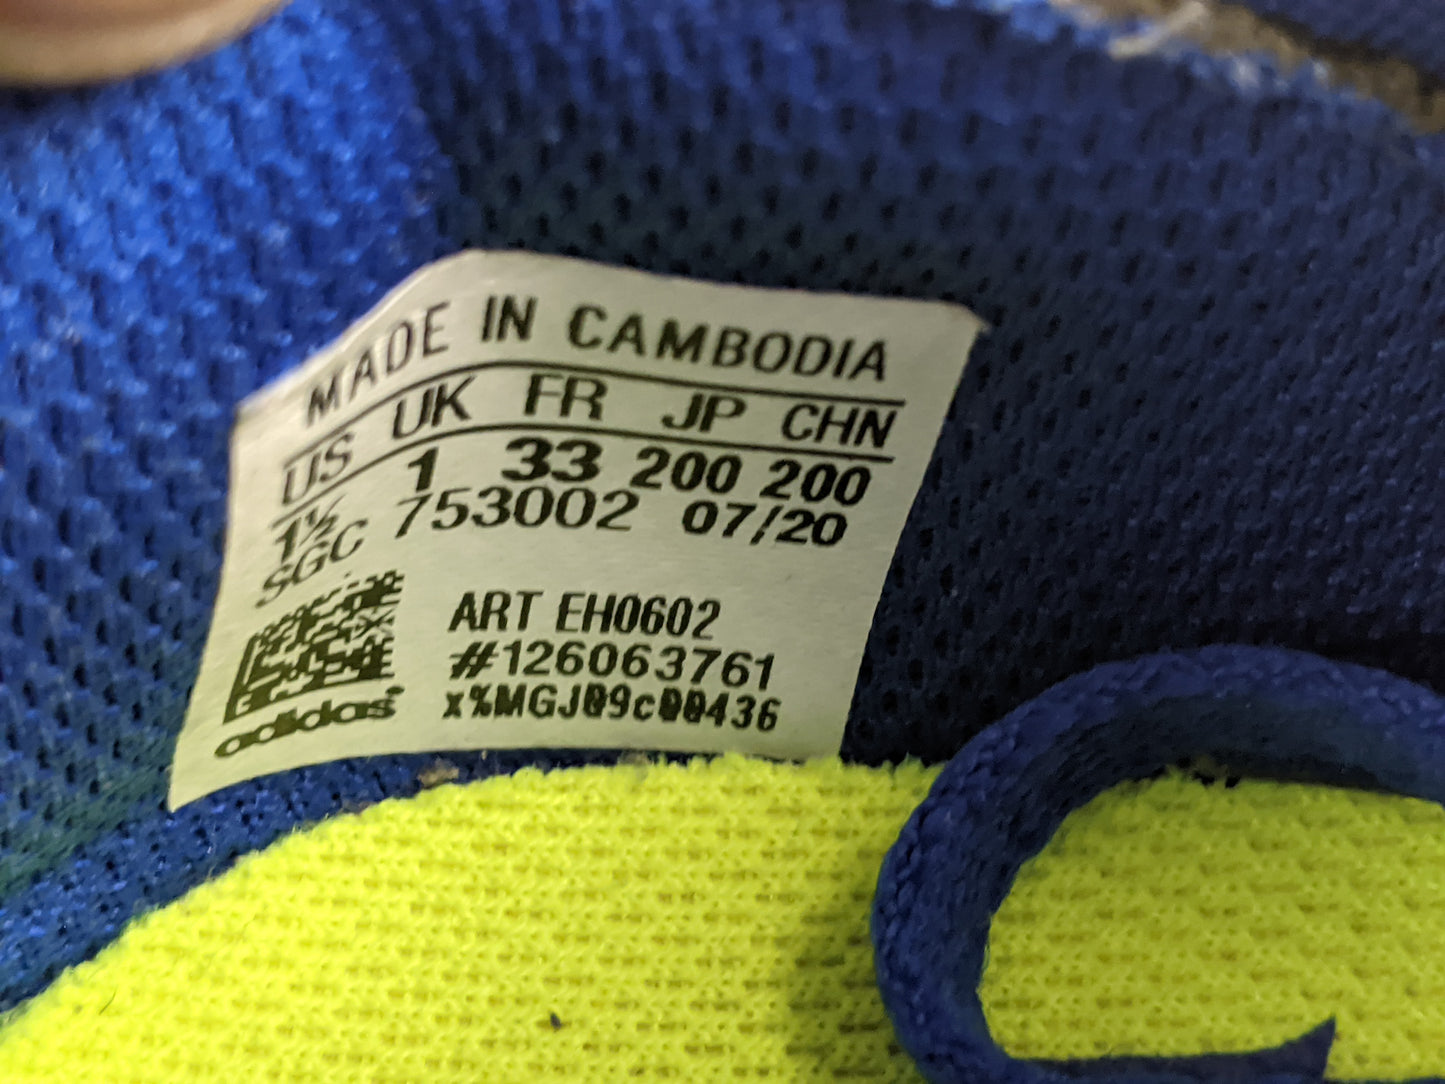 MADE IN CAMBODIA
US UK FR JP CHN
1½ 1 33 200 200
SGC 753002 07/20
ART EH0602
#126063761
x%MGJ09c00436
adidas